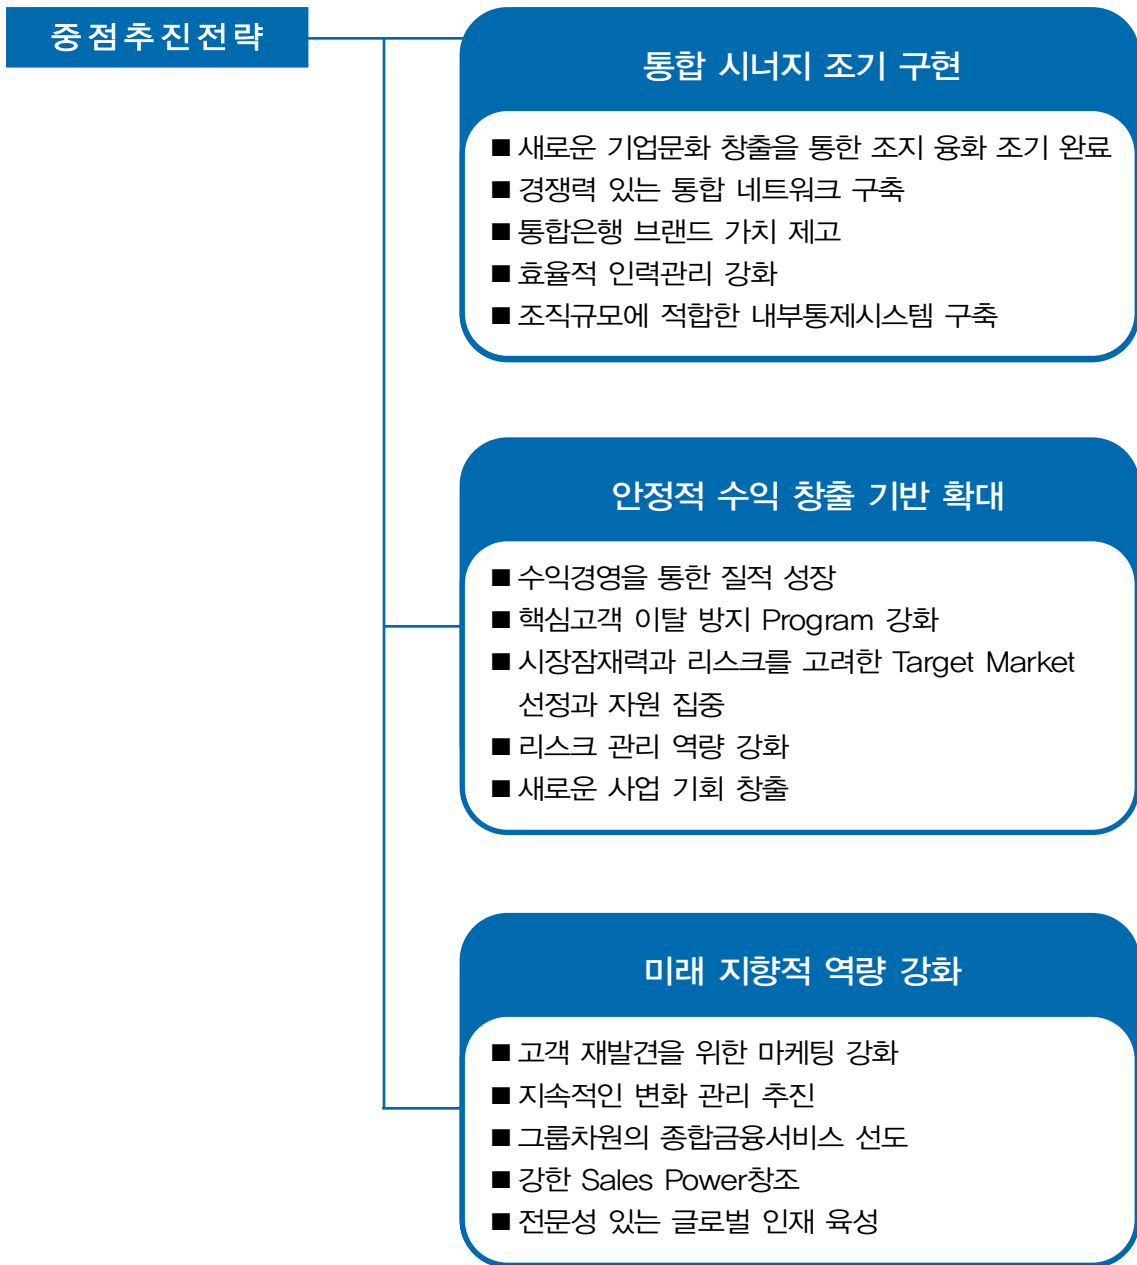 중점추진전략
통합 시너지 조기 구현
■ 새로운 기업문화 창출을 통한 조지 융화 조기 완료
■ 경쟁력 있는 통합 네트워크 구축
■ 통합은행 브랜드 가치 제고
■ 효율적 인력관리 강화
■ 조직규모에 적합한 내부통제시스템 구축
안정적 수익 창출 기반 확대
■ 수익경영을 통한 질적 성장
■ 핵심고객 이탈 방지 Program 강화
■ 시장잠재력과 리스크를 고려한 Target Market
선정과 자원 집중
■ 리스크 관리 역량 강화
■ 새로운 사업 기회 창출
미래 지향적 역량 강화
■ 고객 재발견을 위한 마케팅 강화
■ 지속적인 변화 관리 추진
■ 그룹차원의 종합금융서비스 선도
■ 강한 Sales Power창조
■ 전문성 있는 글로벌 인재 육성